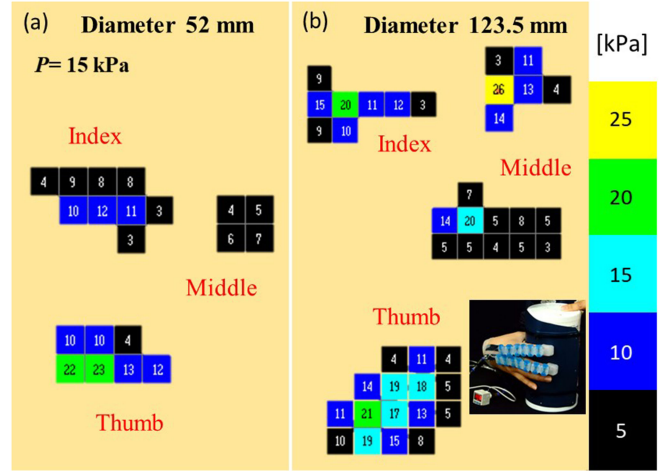 (a) Diameter 52 mm
P= 15 kPa
Index
4 9 8 8
10 12 11 3
3
4 5
6 7
Middle
10 10 4
22 23 13 12
Thumb
(b) Diameter 123.5 mm
9
15 20 11 12 3
9 10
Index
3 11
26 13 4
14
Middle
7
14 20 5 8 5
5 5 4 5 3
Thumb
4 11 4
14 19 18 5
11 21 17 13 5
10 19 15 8
[kPa]
25
20
15
10
5